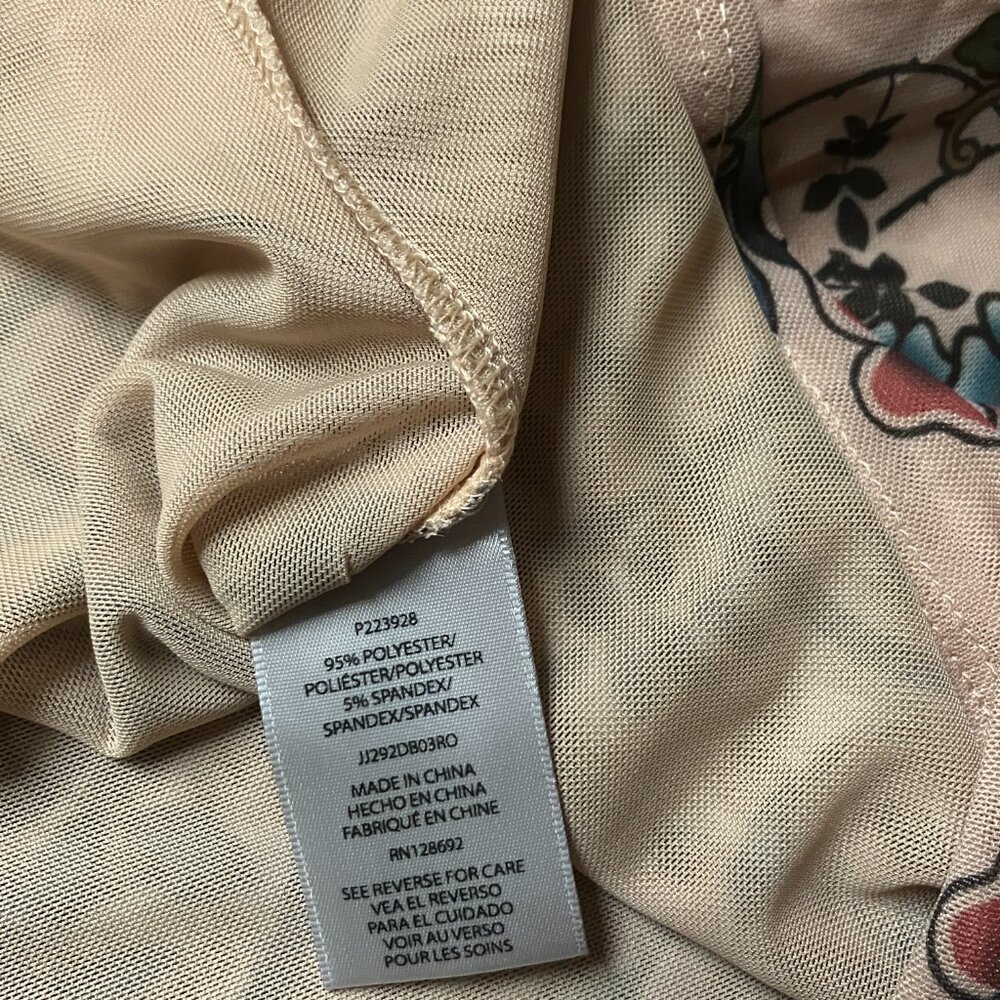 P223928
95% POLYESTER/
POLIÉSTER/POLYESTER
5% SPANDEX/
SPANDEX/SPANDEX
JJ292DB03RO
MADE IN CHINA
HECHO EN CHINA
FABRIQUÉ EN CHINE
RN128692
SEE REVERSE FOR CARE
VEA EL REVERSO
PARA EL CUIDADO
VOIR AU VERSO
POUR LES SOINS